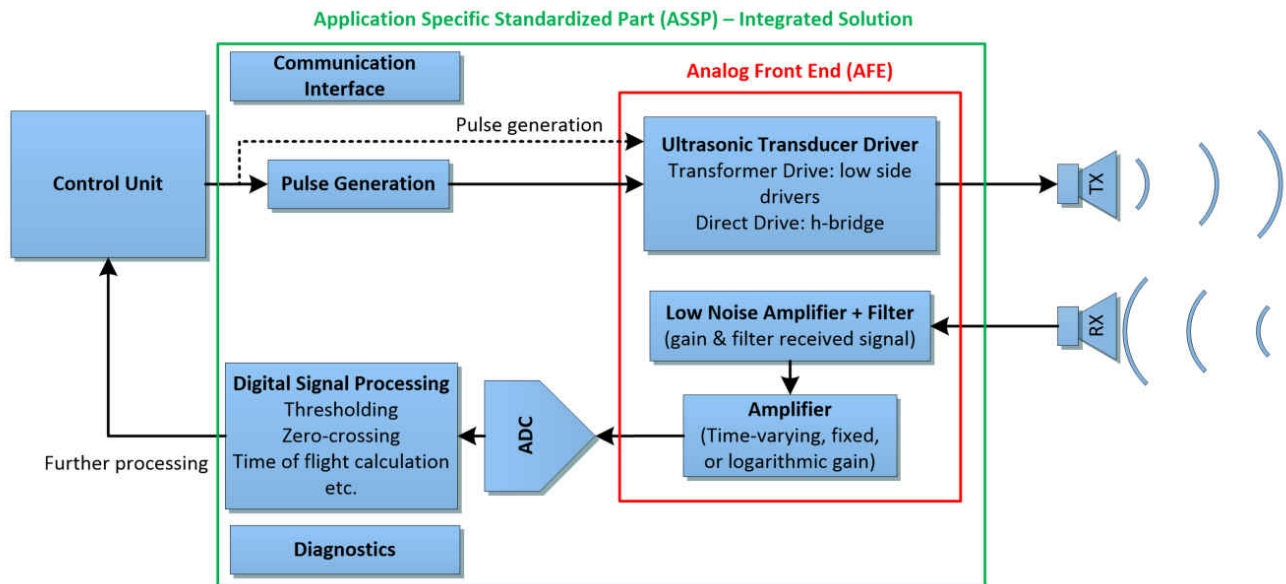 Application Specific Standardized Part (ASSP) – Integrated Solution
Communication
Interface
Analog Front End (AFE)
Control Unit
Pulse generation
Pulse Generation
Ultrasonic Transducer Driver
Transformer Drive: low side
drivers
Direct Drive: h-bridge
TX
Low Noise Amplifier + Filter
(gain & filter received signal)
RX
Digital Signal Processing
Thresholding
Zero-crossing
Time of flight calculation
etc.
ADC
Amplifier
(Time-varying, fixed,
or logarithmic gain)
Further processing
Diagnostics